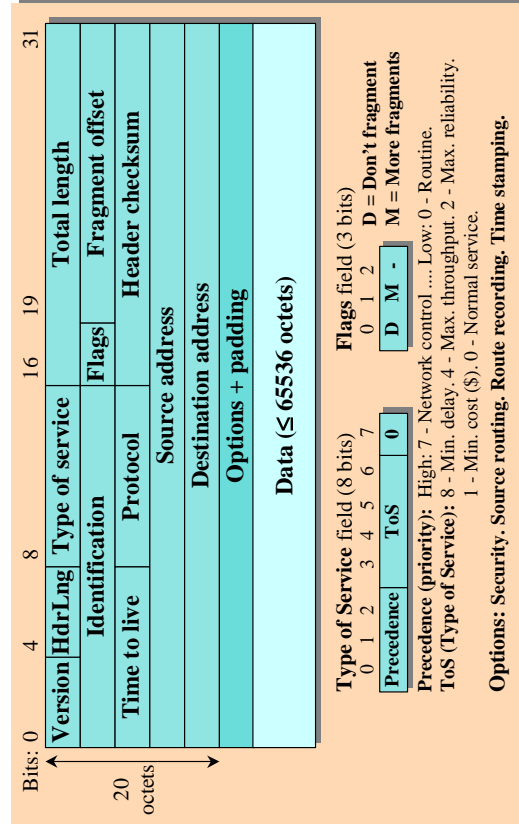 Bits: 0 4 8 16 19 31
Version HdrLng Type of service Total length
Identification Flags Fragment offset
Time to live Protocol Header checksum
Source address
Destination address
Options + padding
Data (≤ 65536 octets)
20
octets
Type of Service field (8 bits)
0 1 2 3 4 5 6 7
Precedence ToS 0
Flags field (3 bits)
0 1 2
D M -
D = Don't fragment
M = More fragments
Precedence (priority): High: 7 - Network control .... Low: 0 - Routine.
ToS (Type of Service): 8 - Min. delay. 4 - Max. throughput. 2 - Max. reliability.
1 - Min. cost ($). 0 - Normal service.
Options: Security. Source routing. Route recording. Time stamping.